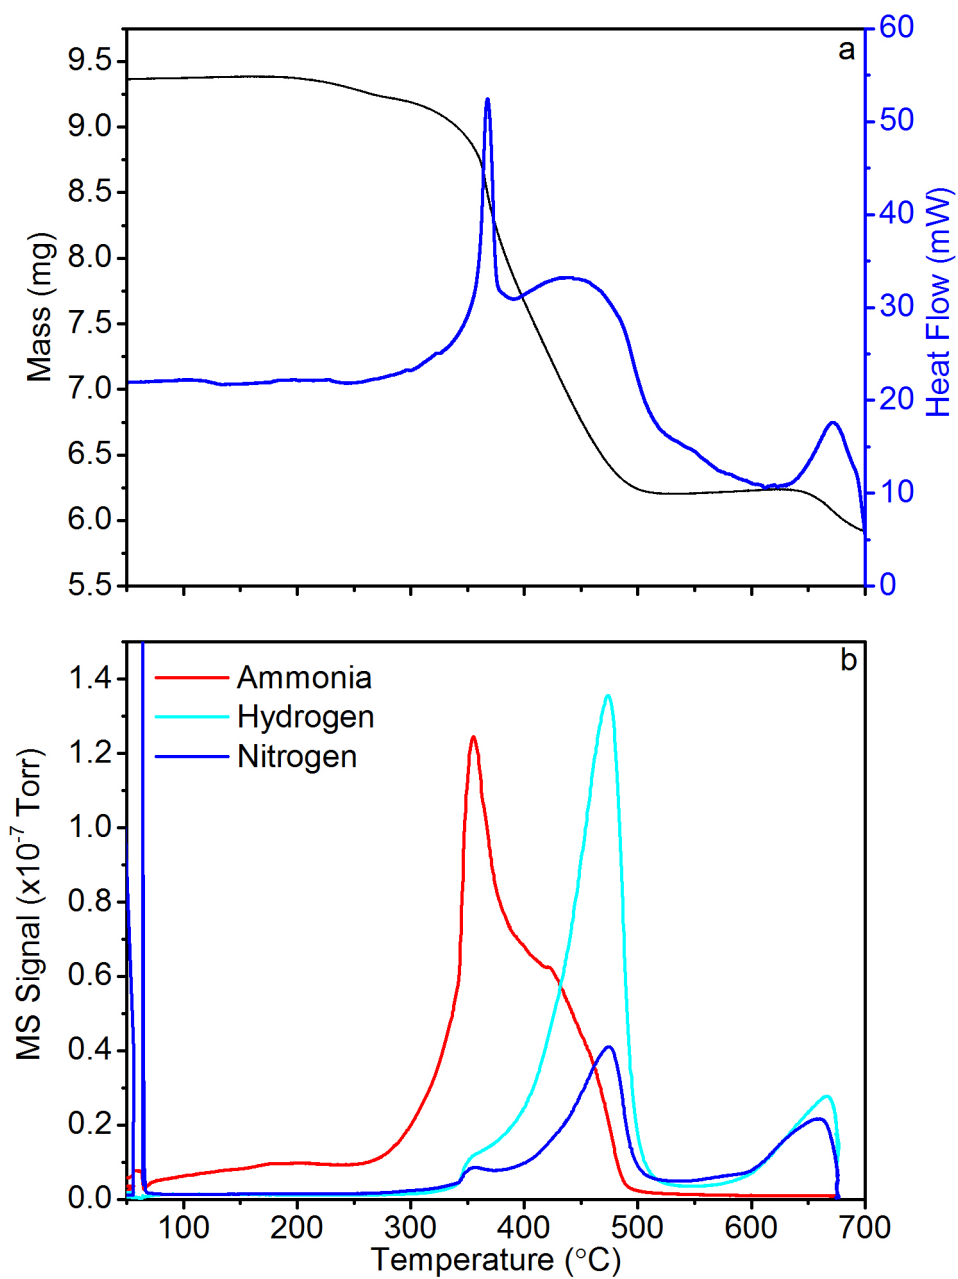 a
9.5
9.0
8.5
8.0
7.5
7.0
6.5
6.0
5.5
Mass (mg)
60
50
40
30
20
10
0
Heat Flow (mW)
b
Ammonia
Hydrogen
Nitrogen
1.4
1.2
1.0
0.8
0.6
0.4
0.2
0.0
MS Signal (x10⁻⁷ Torr)
100 200 300 400 500 600 700
Temperature (°C)